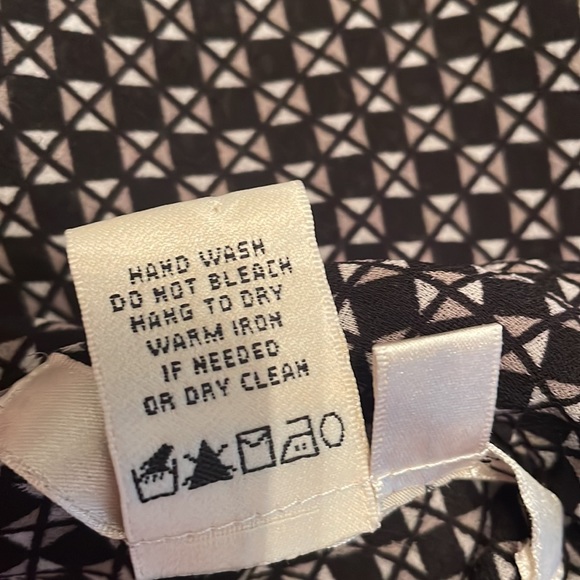 HAND WASH
DO NOT BLEACH
HANG TO DRY
WARM IRON
IF NEEDED
OR DRY CLEAN